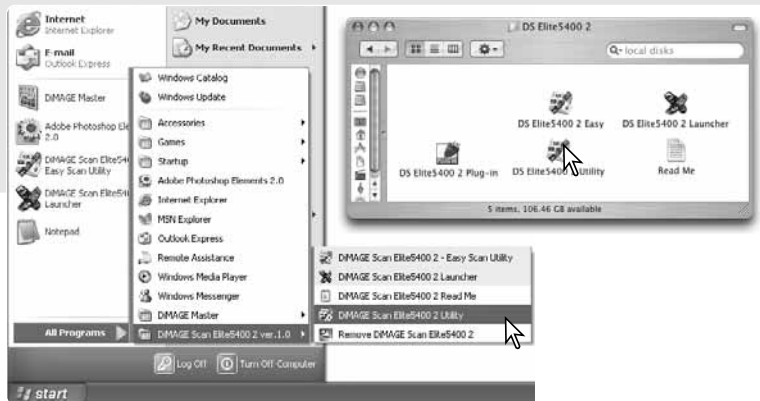 Internet
Internet Explorer
E-mail
Outlook Express
DiMAGE Master
Adobe Photoshop Ele
2.0
DiMAGE Scan Elite54
Easy Scan Utility
DiMAGE Scan Elite54
Launcher
Notepad
All Programs
My Documents
My Recent Documents
Windows Catalog
Windows Update
Accessories
Games
Startup
Adobe Photoshop Elements 2.0
Internet Explorer
MSN Explorer
Outlook Express
Remote Assistance
Windows Media Player
Windows Messenger
DiMAGE Master
DiMAGE Scan Elite5400 2 ver.1.0
DiMAGE Scan Elite5400 2 - Easy Scan Utility
DiMAGE Scan Elite5400 2 Launcher
DiMAGE Scan Elite5400 2 Read Me
DiMAGE Scan Elite5400 2 Utility
Remove DiMAGE Scan Elite5400 2
Log Off
Turn Off Computer
start
DS Elite5400 2
local disks
DS Elite5400 2 Easy
DS Elite5400 2 Launcher
DS Elite5400 2 Plug-in
DS Elite5400 2 Utility
Read Me
5 items, 106.46 GB available